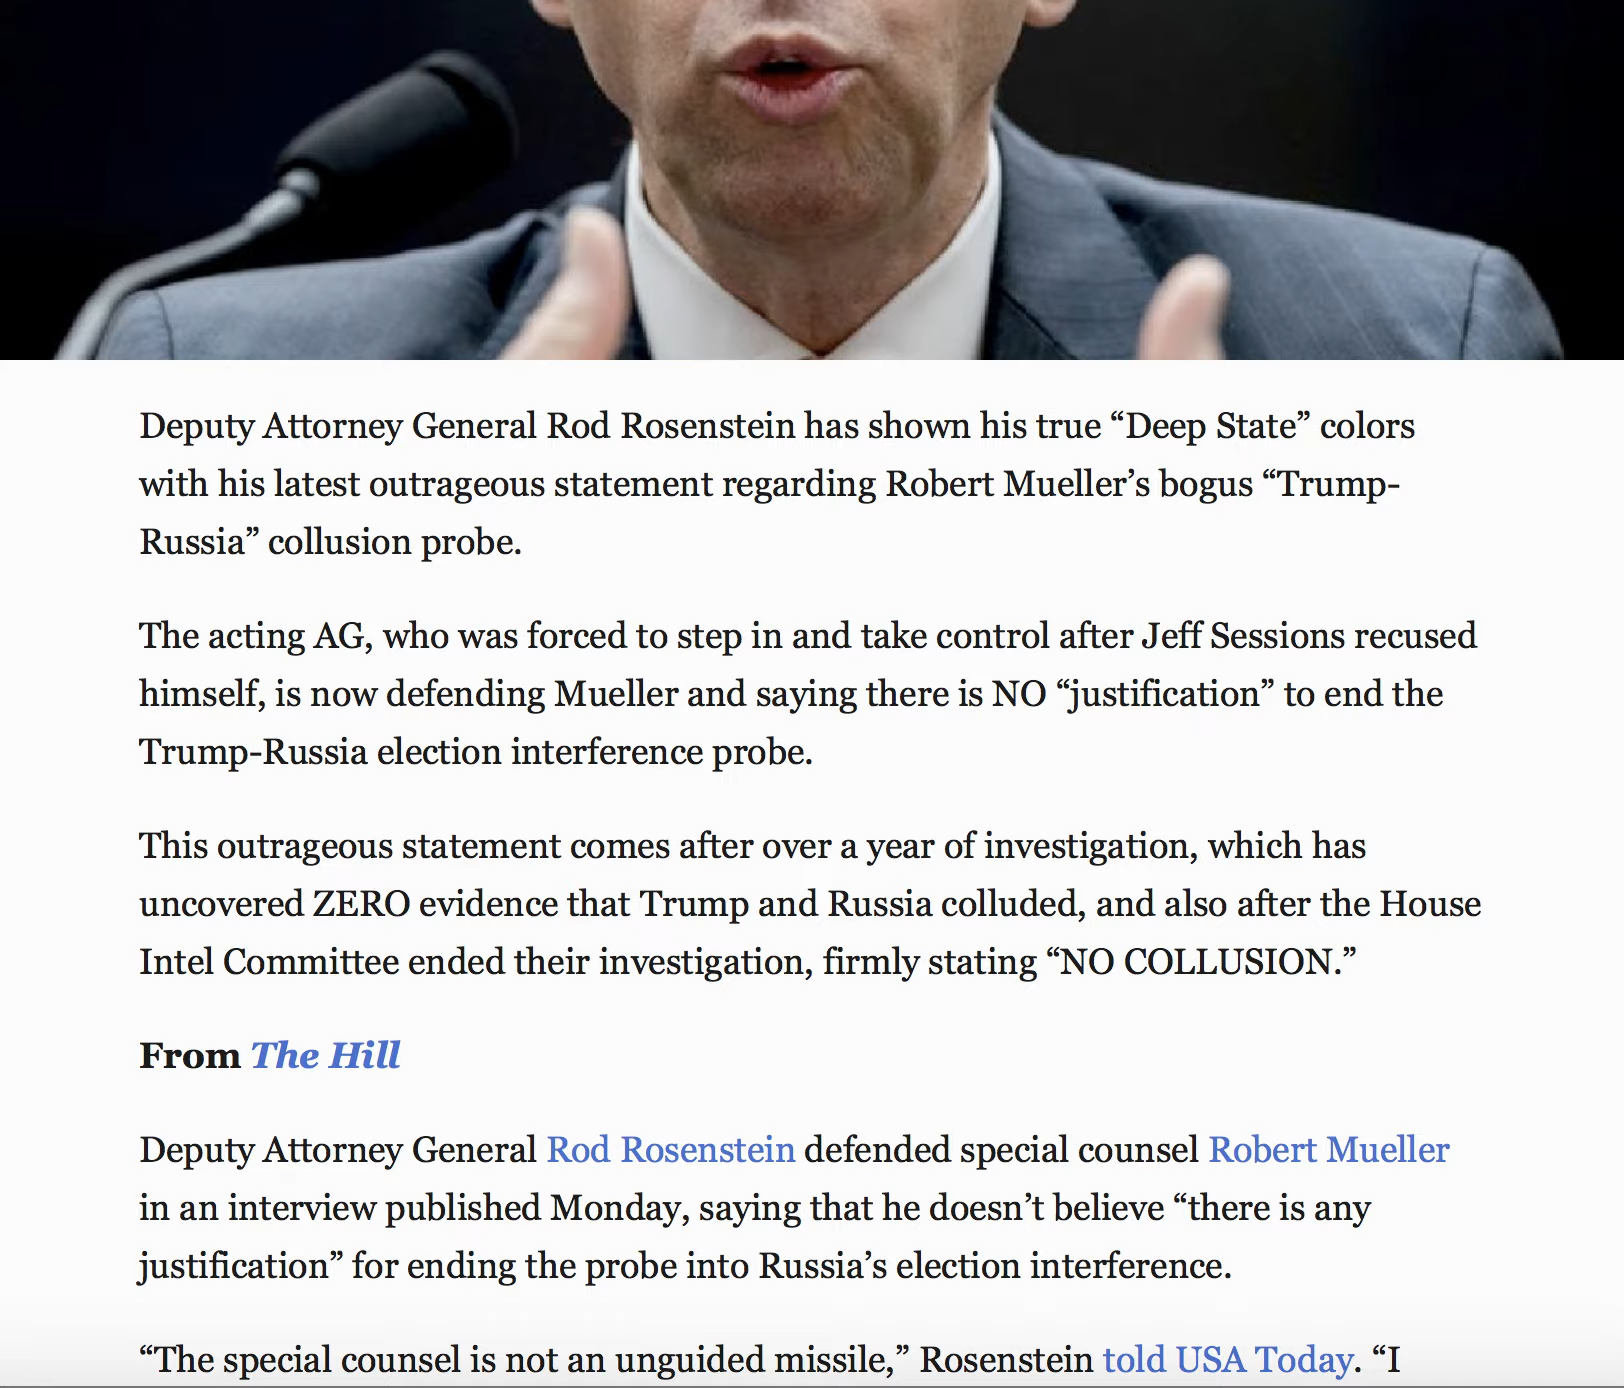 Deputy Attorney General Rod Rosenstein has shown his true “Deep State” colors
with his latest outrageous statement regarding Robert Mueller’s bogus “Trump-
Russia” collusion probe.
The acting AG, who was forced to step in and take control after Jeff Sessions recused
himself, is now defending Mueller and saying there is NO “justification” to end the
Trump-Russia election interference probe.
This outrageous statement comes after over a year of investigation, which has
uncovered ZERO evidence that Trump and Russia colluded, and also after the House
Intel Committee ended their investigation, firmly stating “NO COLLUSION.”
From The Hill
Deputy Attorney General Rod Rosenstein defended special counsel Robert Mueller
in an interview published Monday, saying that he doesn’t believe “there is any
justification” for ending the probe into Russia’s election interference.
“The special counsel is not an unguided missile,” Rosenstein told USA Today. “I